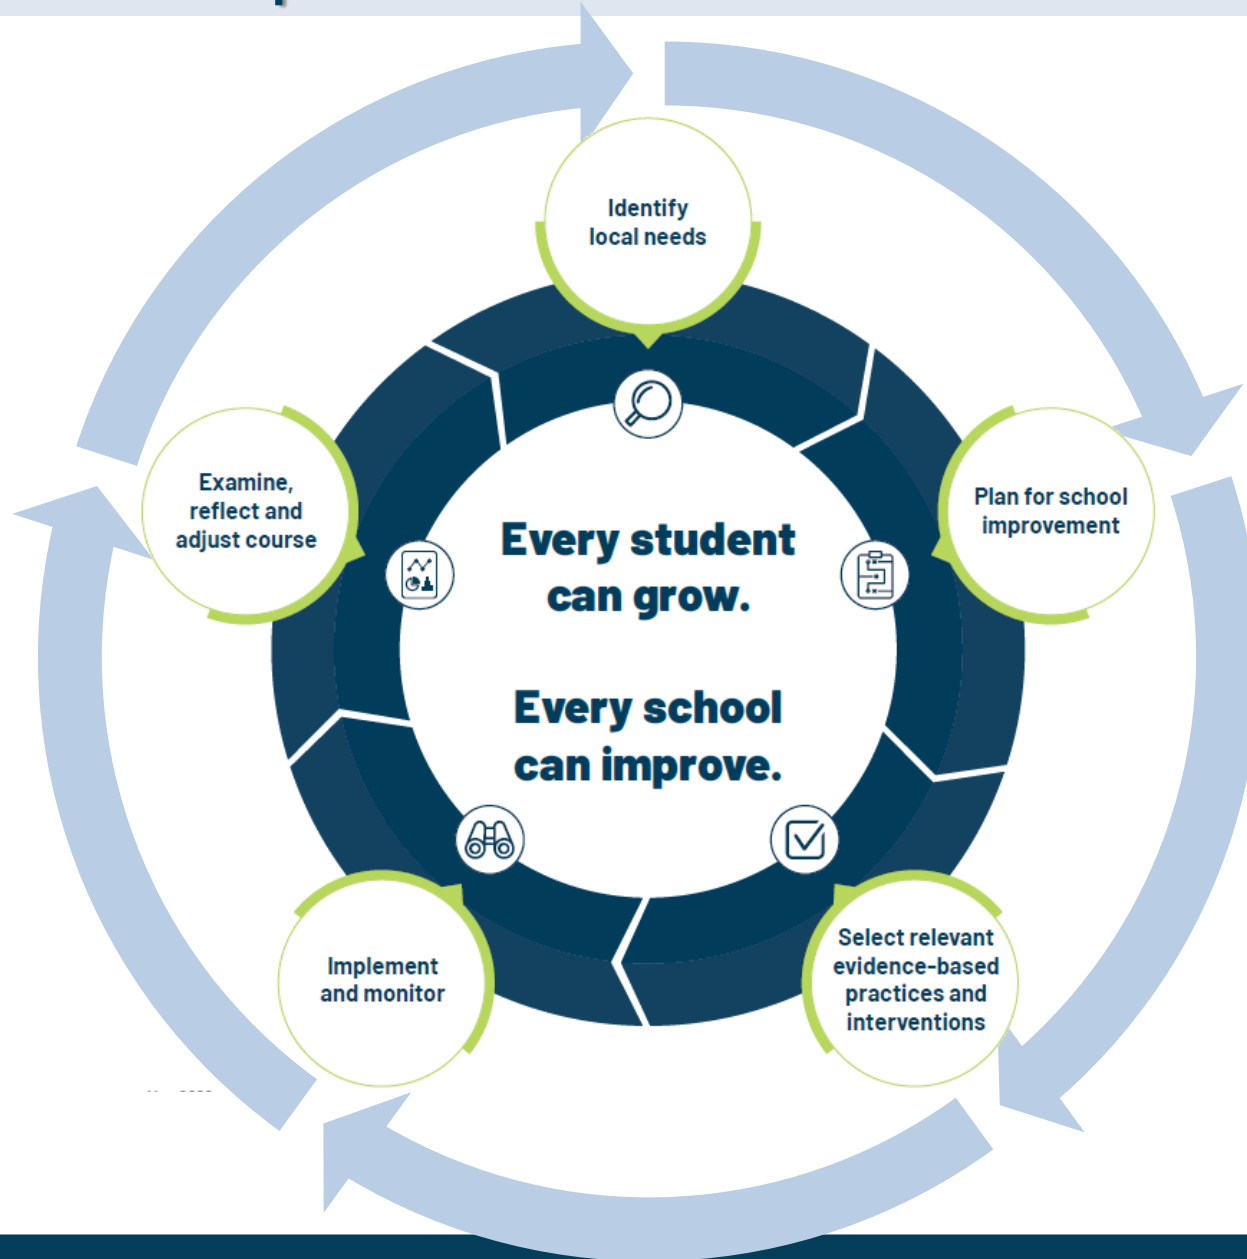 Identify
local needs
Plan for school
improvement
Select relevant
evidence-based
practices and
interventions
Implement
and monitor
Examine,
reflect and
adjust course
Every student
can grow.
Every school
can improve.